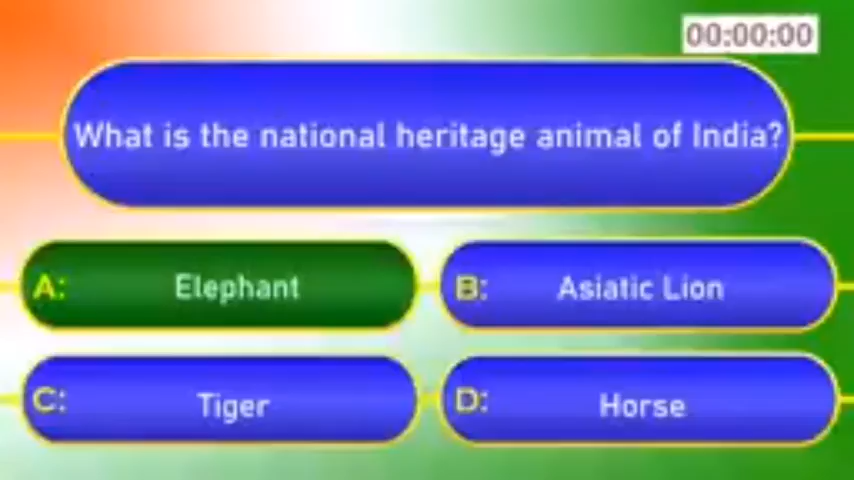 00:00:00
What is the national heritage animal of India?
A: Elephant
B: Asiatic Lion
C: Tiger
D: Horse